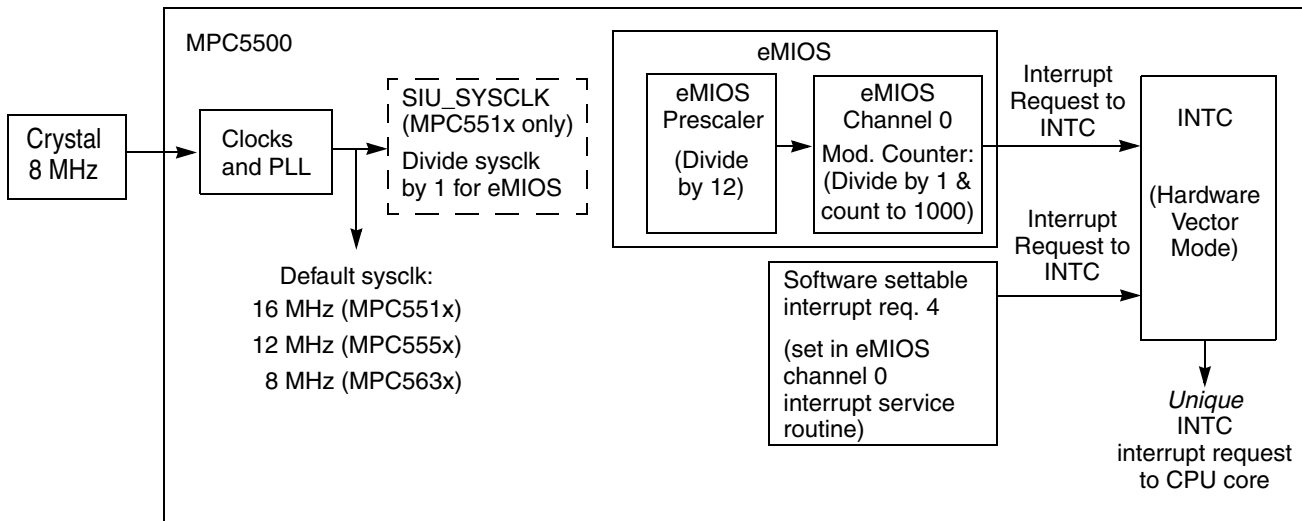 MPC5500
Crystal
8 MHz
Clocks
and PLL
SIU_SYSCLK
(MPC551x only)
Divide sysclk
by 1 for eMIOS
Default sysclk:
16 MHz (MPC551x)
12 MHz (MPC555x)
8 MHz (MPC563x)
eMIOS
eMIOS
Prescaler
(Divide
by 12)
eMIOS
Channel 0
Mod. Counter:
(Divide by 1 &
count to 1000)
Interrupt
Request to
INTC
Software settable
interrupt req. 4
(set in eMIOS
channel 0
interrupt service
routine)
Interrupt
Request to
INTC
INTC
(Hardware
Vector
Mode)
Unique
INTC
interrupt request
to CPU core